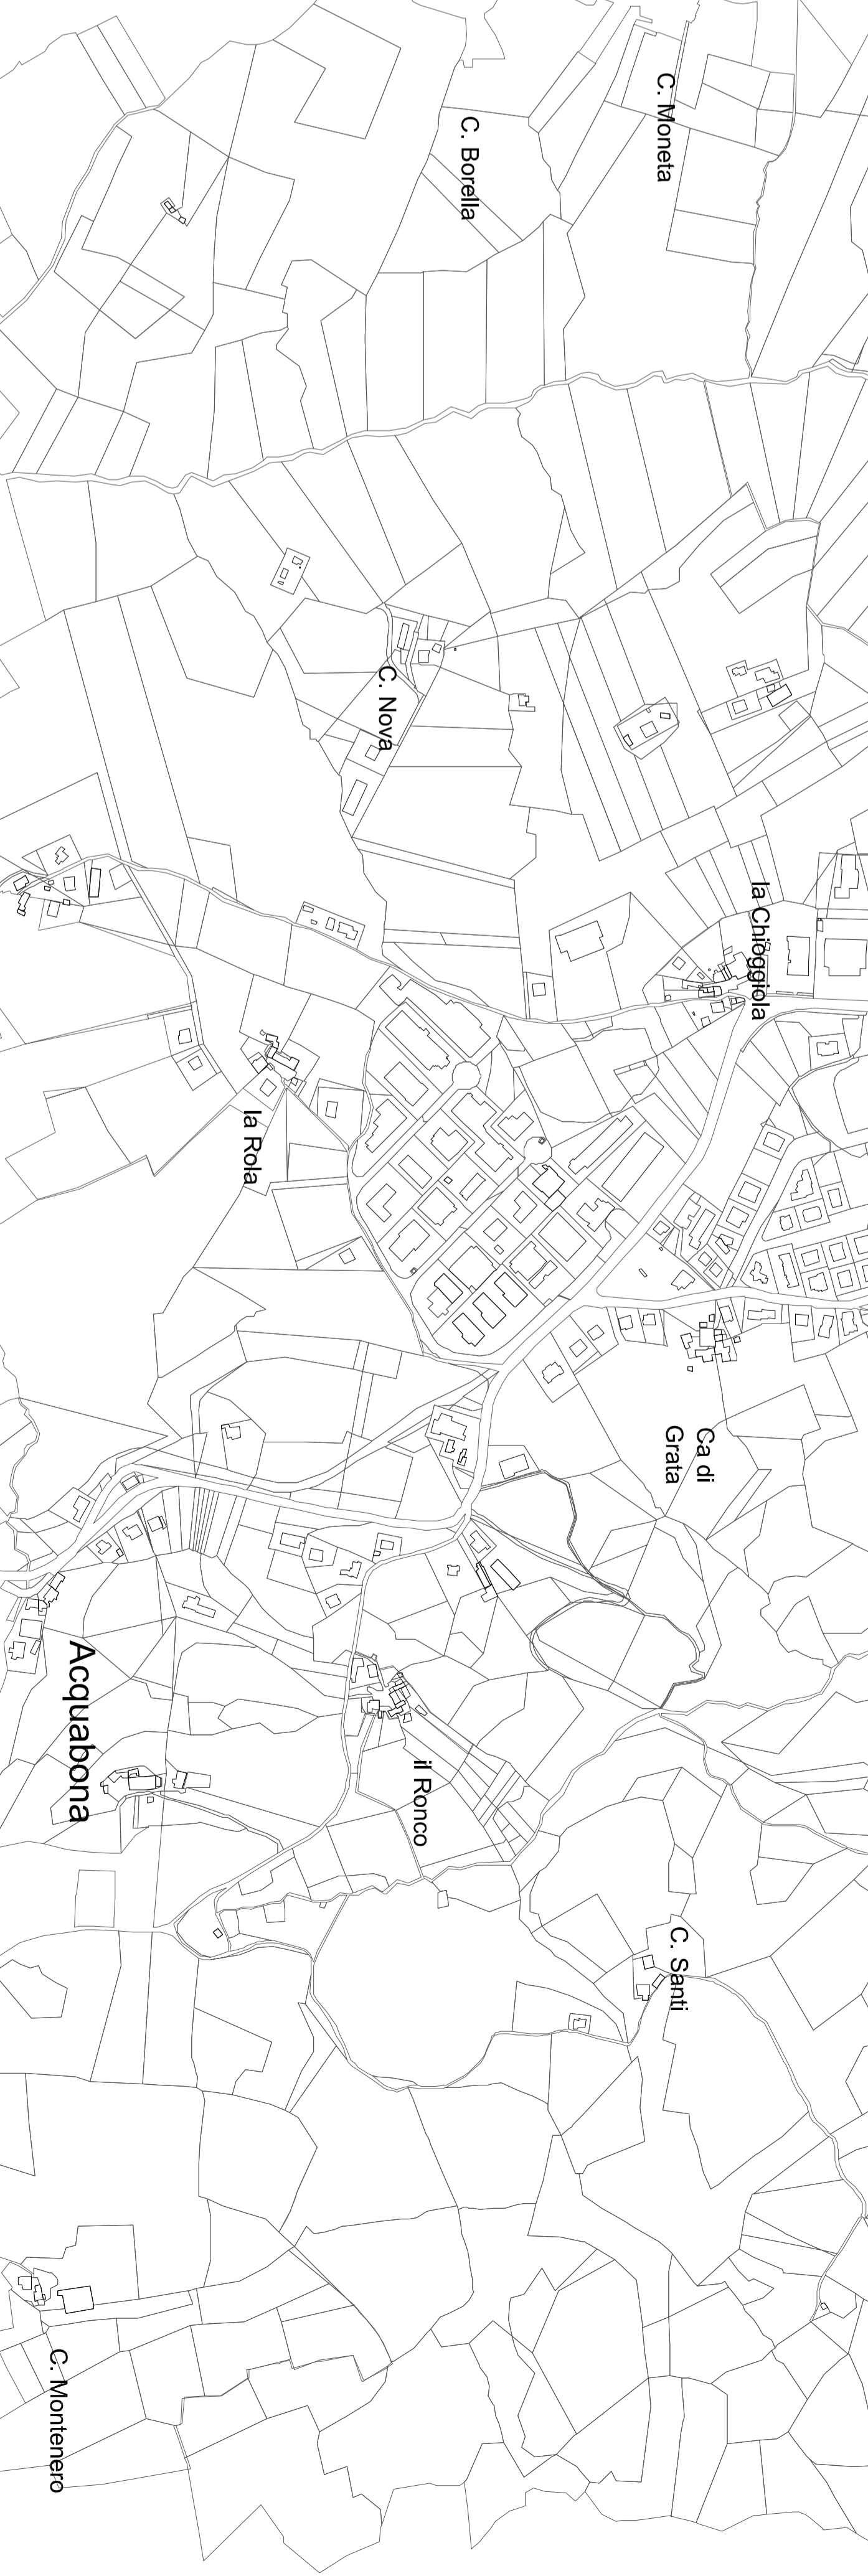 C. Moneta
C. Borella
C. Nova
la Chioggiola
la Rola
Ca di
Grata
Acquabona
il Ronco
C. Santi
C. Montenero